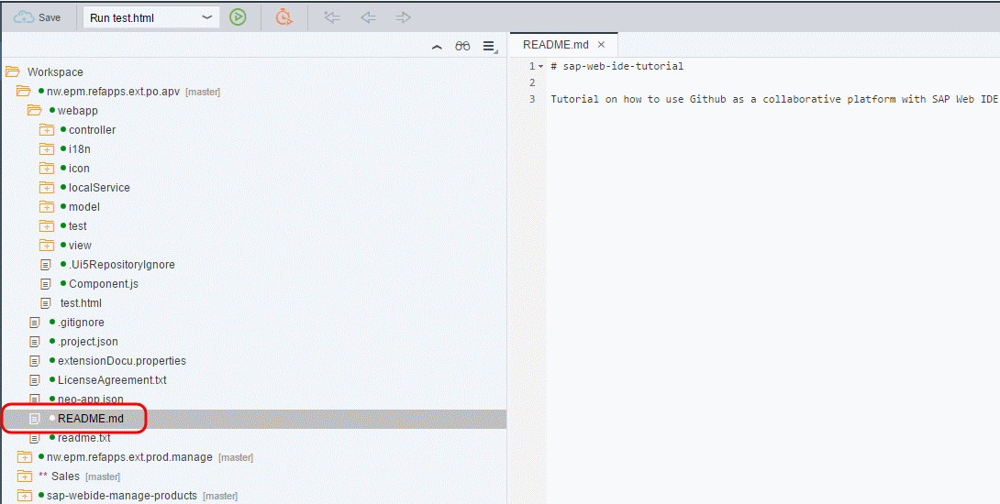 Save
Run test.html
README.md ×
Workspace
nw.epm.refapps.ext.po.apv [master]
webapp
controller
i18n
icon
localService
model
test
view
.Ui5RepositoryIgnore
Component.js
test.html
.gitignore
.project.json
extensionDocu.properties
LicenseAgreement.txt
neo-app.json
README.md
readme.txt
nw.epm.refapps.ext.prod.manage [master]
** Sales [master]
sap-webide-manage-products [master]
1 # sap-web-ide-tutorial
2
3 Tutorial on how to use Github as a collaborative platform with SAP Web IDE